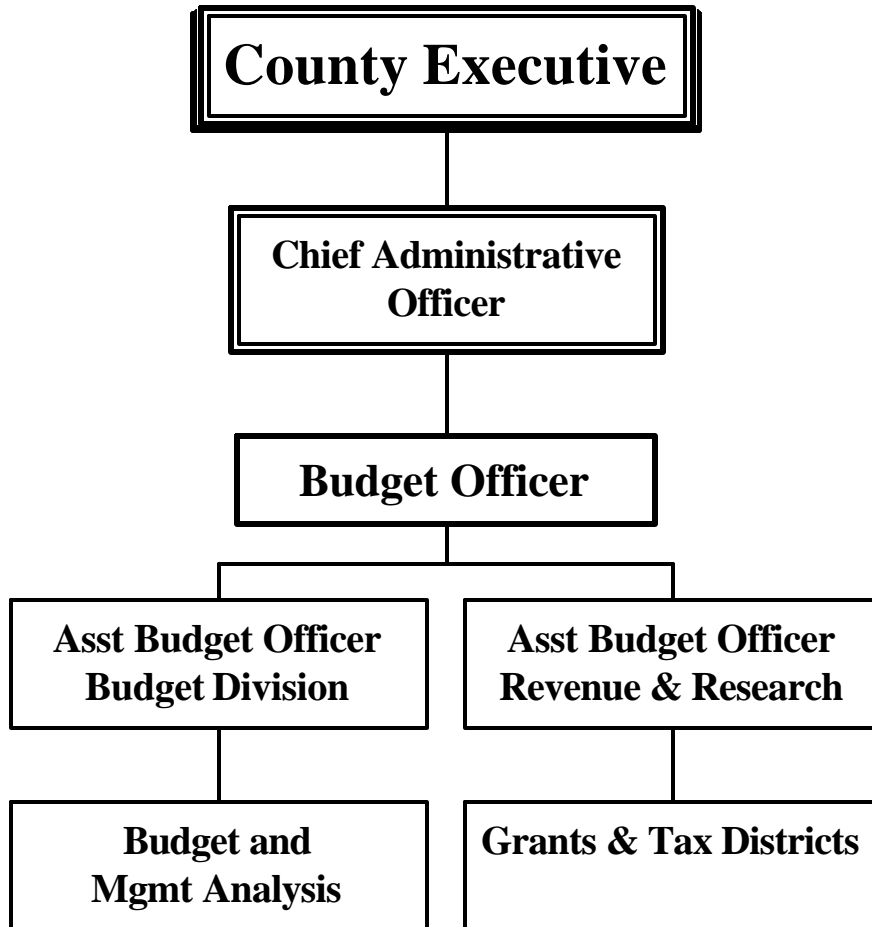 County Executive
Chief Administrative
Officer
Budget Officer
Asst Budget Officer
Budget Division
Asst Budget Officer
Revenue & Research
Budget and
Mgmt Analysis
Grants & Tax Districts